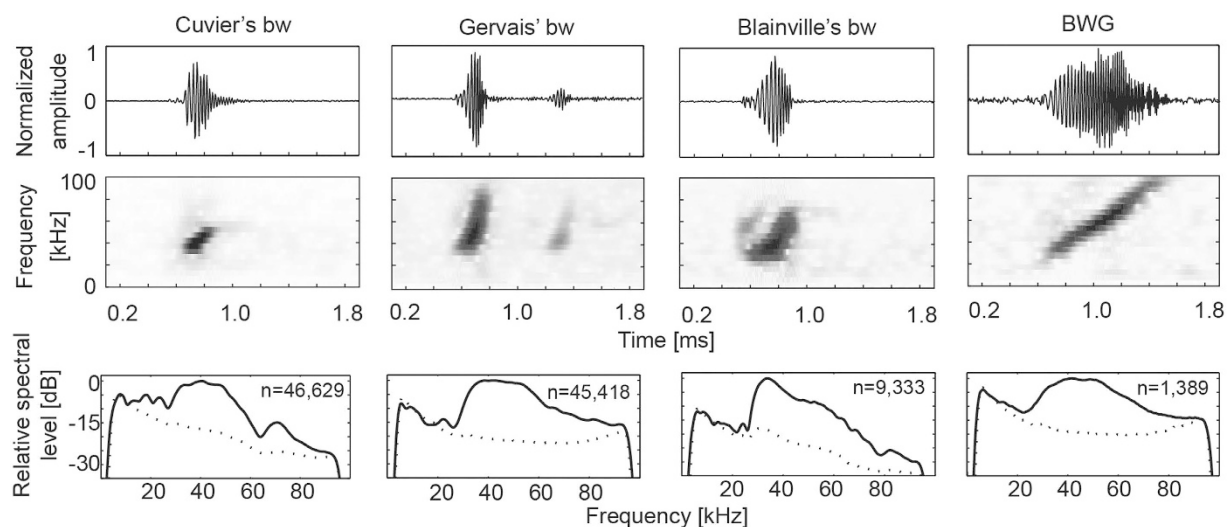 Cuvier's bw Gervais' bw Blainville's bw BWG
Normalized amplitude
1
0
-1
Frequency [kHz]
100
0
0.2 1.0 1.8 0.2 1.0 1.8 0.2 1.0 1.8 0.2 1.0 1.8
Time [ms]
Relative spectral level [dB]
0
-15
-30
n=46,629 n=45,418 n=9,333 n=1,389
20 40 60 80 20 40 60 80 20 40 60 80 20 40 60 80
Frequency [kHz]